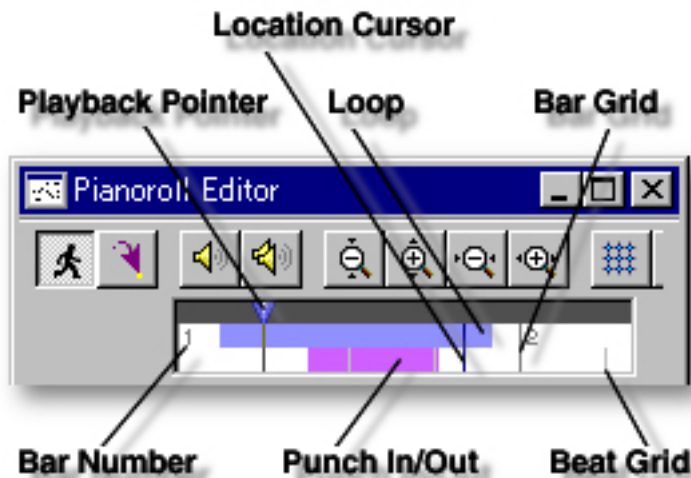 Location Cursor
Playback Pointer Loop Bar Grid
Pianoroll Editor
1 2
Bar Number Punch In/Out Beat Grid